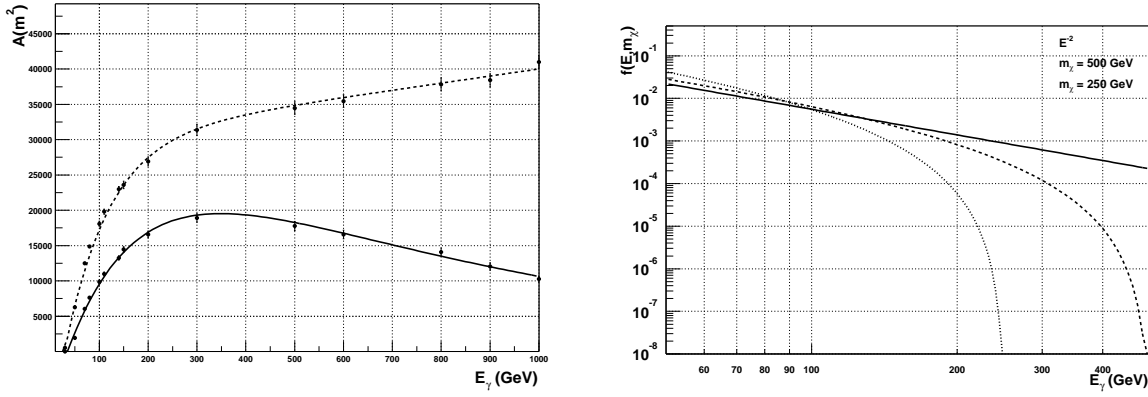 A(m²)
45000
40000
35000
30000
25000
20000
15000
10000
5000
100 200 300 400 500 600 700 800 900 1000
E_γ (GeV)
f(E,m_χ)
10⁻¹
10⁻²
10⁻³
10⁻⁴
10⁻⁵
10⁻⁶
10⁻⁷
10⁻⁸
E⁻²
m_χ = 500 GeV
m_χ = 250 GeV
60 70 80 90 100 200 300 400
E_γ (GeV)